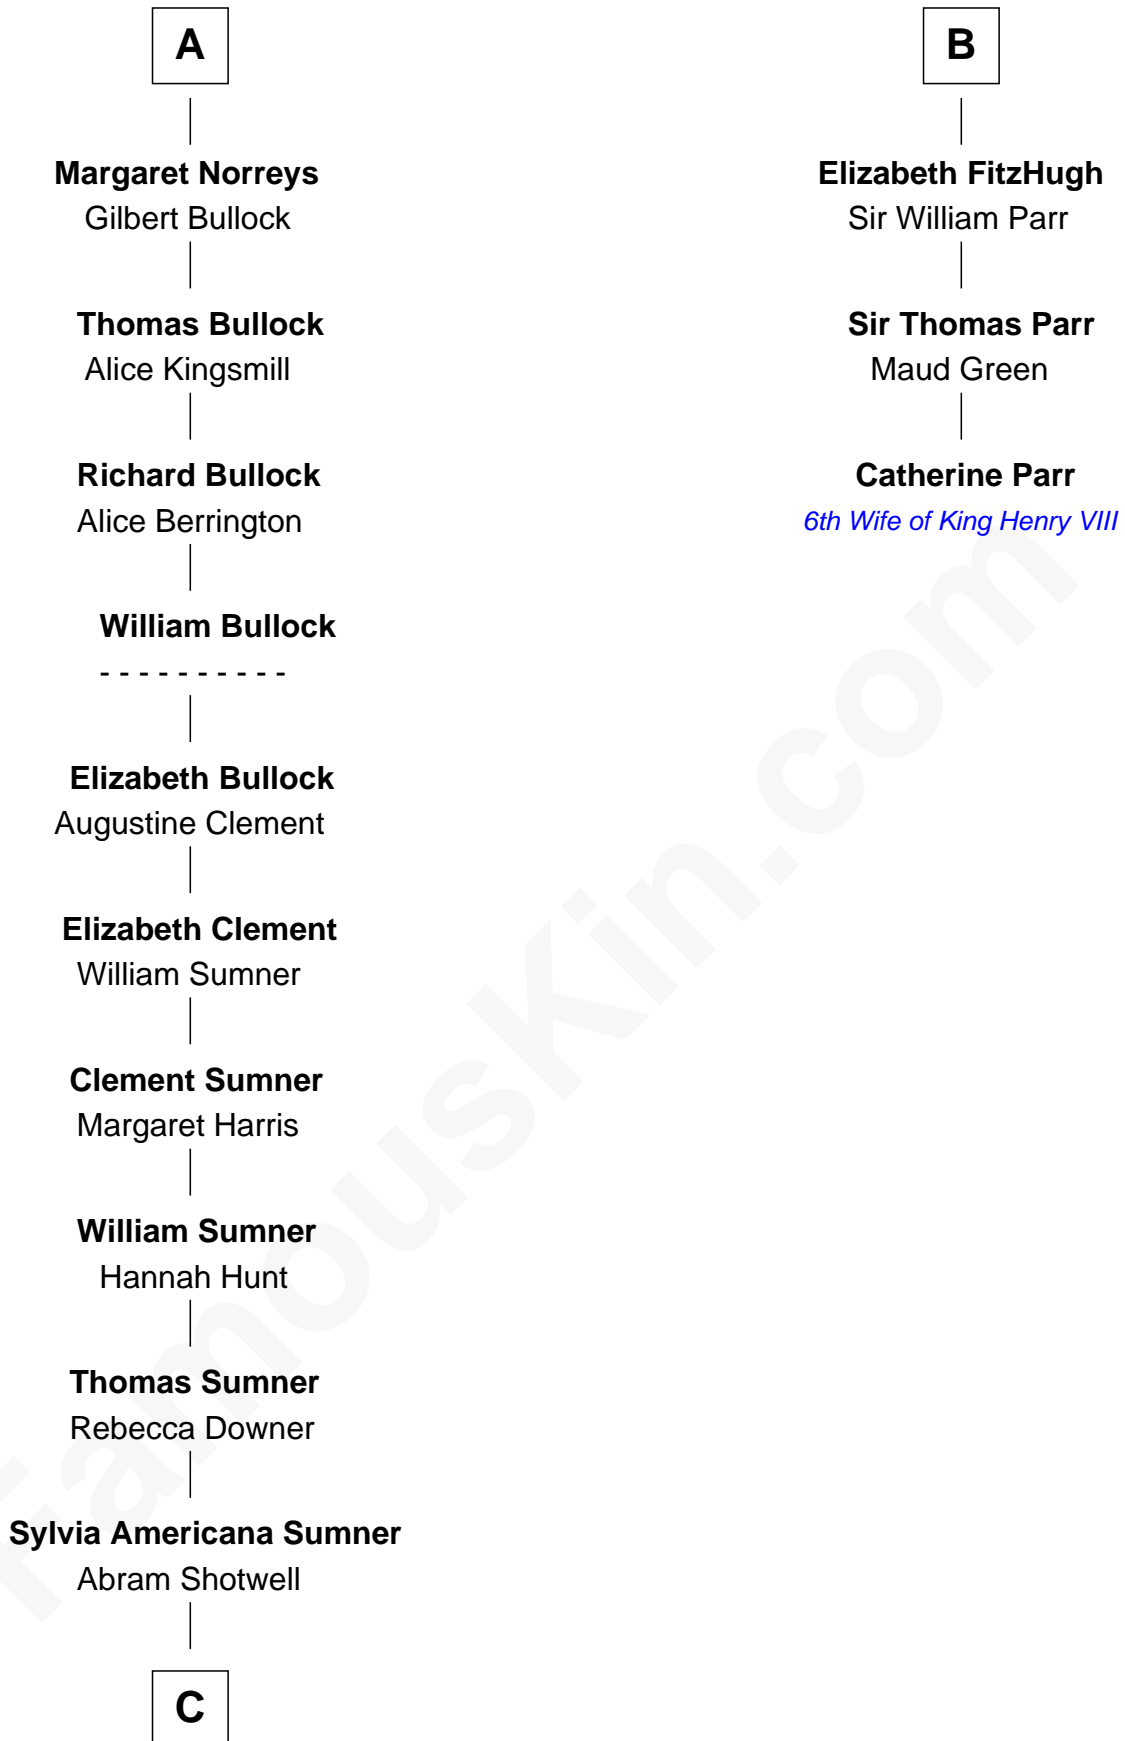 A
Margaret Norreys
Gilbert Bullock
Thomas Bullock
Alice Kingsmill
Richard Bullock
Alice Berrington
William Bullock
- - - - - - - - - -
Elizabeth Bullock
Augustine Clement
Elizabeth Clement
William Sumner
Clement Sumner
Margaret Harris
William Sumner
Hannah Hunt
Thomas Sumner
Rebecca Downer
Sylvia Americana Sumner
Abram Shotwell
C
B
Elizabeth FitzHugh
Sir William Parr
Sir Thomas Parr
Maud Green
Catherine Parr
6th Wife of King Henry VIII
FamousKin.com